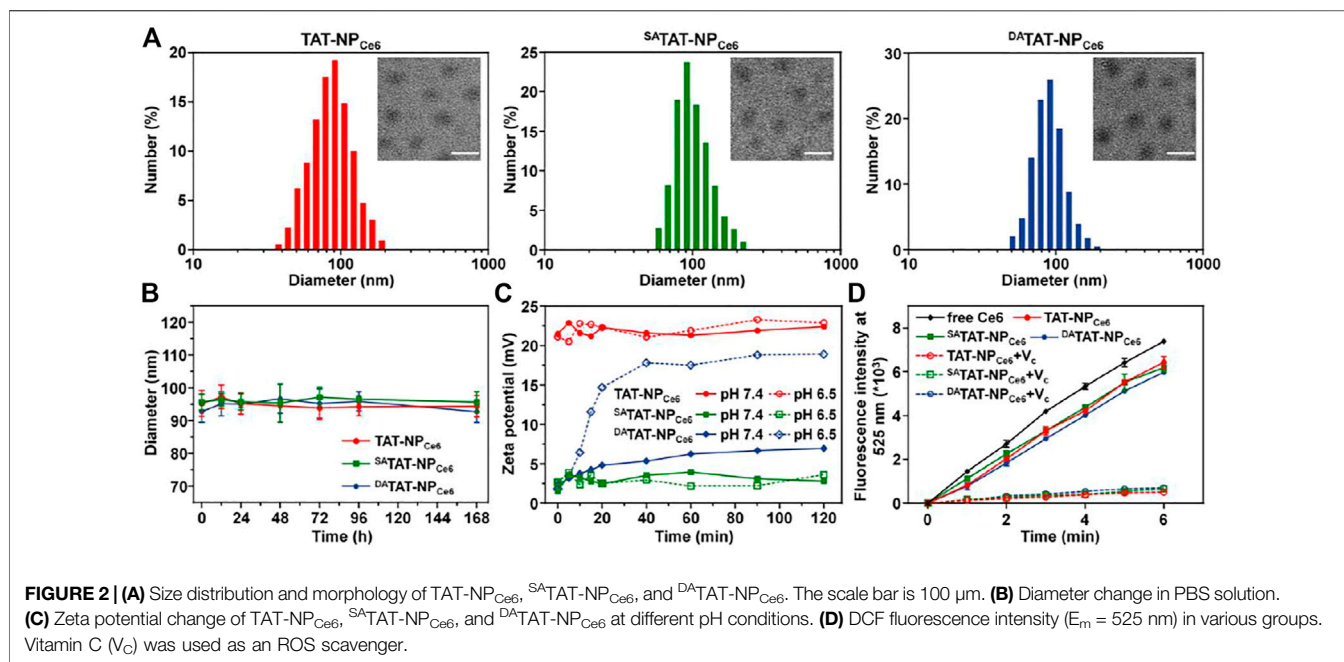 A
TAT-NPCe6
SATAT-NPCe6
DATAT-NPCe6
Number (%)
20
15
10
5
0
10 100 1000
Diameter (nm)
Number (%)
25
20
15
10
5
0
10 100 1000
Diameter (nm)
Number (%)
30
20
10
0
10 100 1000
Diameter (nm)
B
Diameter (nm)
120
110
100
90
80
70
0 24 48 72 96 120 144 168
Time (h)
TAT-NPCe6
SATAT-NPCe6
DATAT-NPCe6
C
Zeta potential (mV)
25
20
15
10
5
0
0 20 40 60 80 100 120
Time (min)
TAT-NPCe6 pH 7.4 pH 6.5
SATAT-NPCe6 pH 7.4 pH 6.5
DATAT-NPCe6 pH 7.4 pH 6.5
D
Fluorescence intensity at
525 nm (*10³)
8
6
4
2
0
0 2 4 6
Time (min)
free Ce6 TAT-NPCe6
SATAT-NPCe6 DATAT-NPCe6
TAT-NPCe6+Vc
SATAT-NPCe6+Vc
DATAT-NPCe6+Vc
FIGURE 2 | (A) Size distribution and morphology of TAT-NPCe6, SATAT-NPCe6, and DATAT-NPCe6. The scale bar is 100 μm. (B) Diameter change in PBS solution.
(C) Zeta potential change of TAT-NPCe6, SATAT-NPCe6, and DATAT-NPCe6 at different pH conditions. (D) DCF fluorescence intensity (Em = 525 nm) in various groups.
Vitamin C (VC) was used as an ROS scavenger.